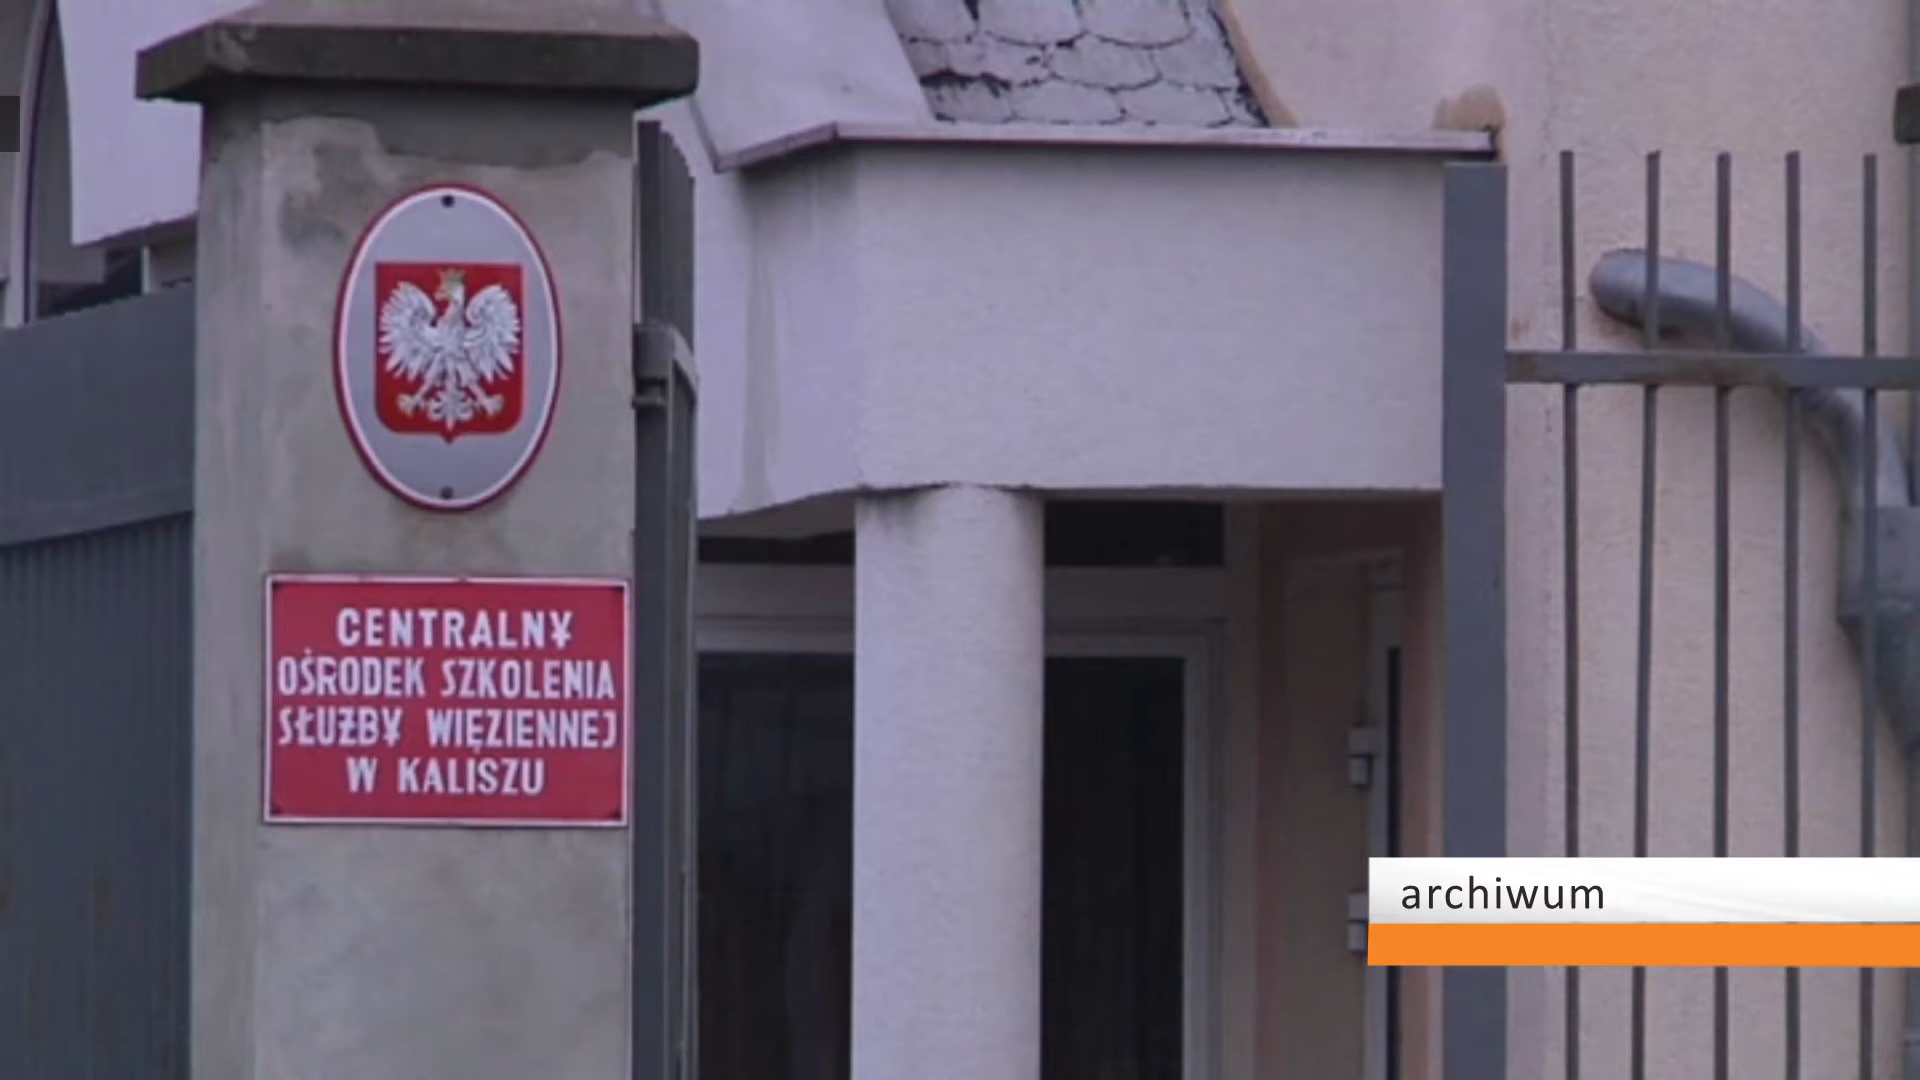 CENTRALNY
OŚRODEK SZKOLENIA
SŁUŻBY WIĘZIENNEJ
W KALISZU
archiwum